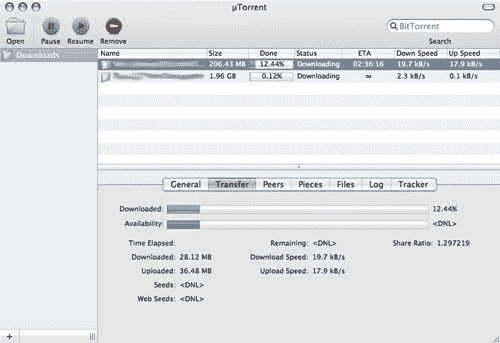 µTorrent
Open Pause Resume Remove BitTorrent
Search
Downloads
Name Size Done Status ETA Down Speed Up Speed
206.43 MB 12.44% Downloading 02:36:16 19.7 kB/s 17.9 kB/s
1.96 GB 0.12% Downloading ∞ 2.3 kB/s 0.1 kB/s
General Transfer Peers Pieces Files Log Tracker
Downloaded: 12.44%
Availability: <DNL>
Time Elapsed: Remaining: <DNL> Share Ratio: 1.297219
Downloaded: 28.12 MB Download Speed: 19.7 kB/s
Uploaded: 36.48 MB Upload Speed: 17.9 kB/s
Seeds: <DNL>
Web Seeds: <DNL>